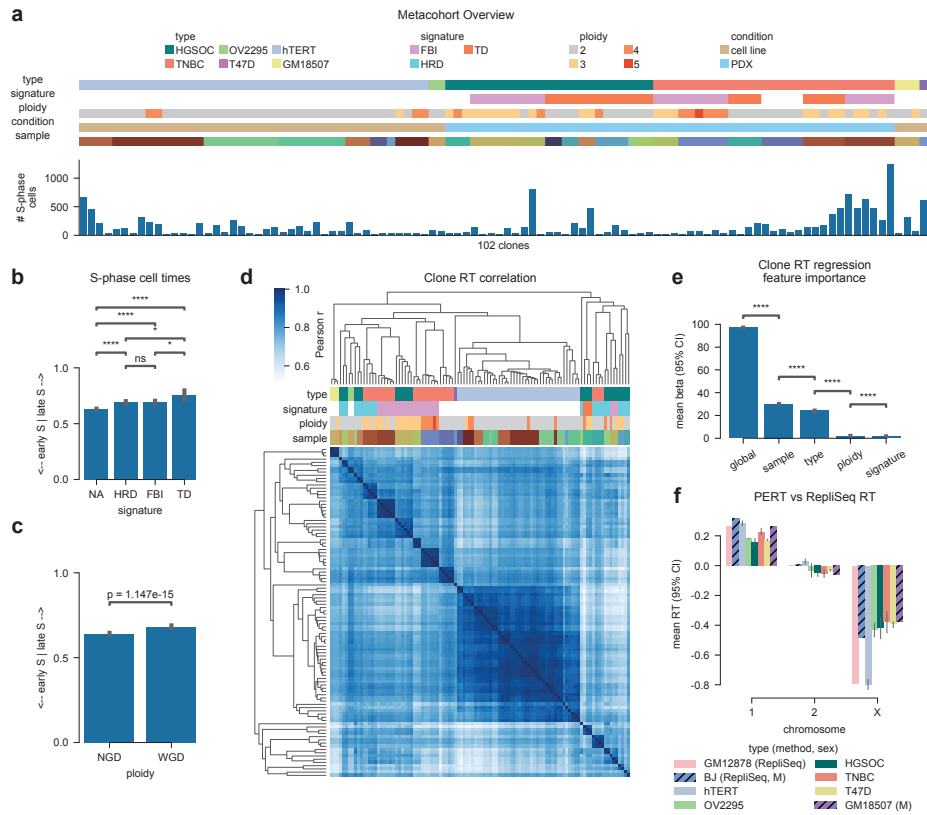 a
Metacohort Overview
type
HGSOC OV2295 hTERT
TNBC T47D GM18507
signature
FBI TD
HRD
ploidy
2 4
3 5
condition
cell line
PDX
type
signature
ploidy
condition
sample
# S-phase
cells
1000
500
0
102 clones
b
S-phase cell times
****
****
*
****
*
ns
<-- early S | late S -->
1.0
0.5
0.0
NA HRD FBI TD
signature
c
<-- early S | late S -->
1.0
0.5
0.0
p = 1.147e-15
NGD WGD
ploidy
d
Clone RT correlation
1.0
0.8
0.6
Pearson r
type
signature
ploidy
sample
e
Clone RT regression
feature importance
mean beta (95% CI)
100
80
60
40
20
0
****
****
****
****
global sample type ploidy signature
f
PERT vs RepliSeq RT
mean RT (95% CI)
0.2
0.0
-0.2
-0.4
-0.6
-0.8
1 2 X
chromosome
type (method, sex)
GM12878 (RepliSeq)
BJ (RepliSeq, M)
hTERT
OV2295
HGSOC
TNBC
T47D
GM18507 (M)